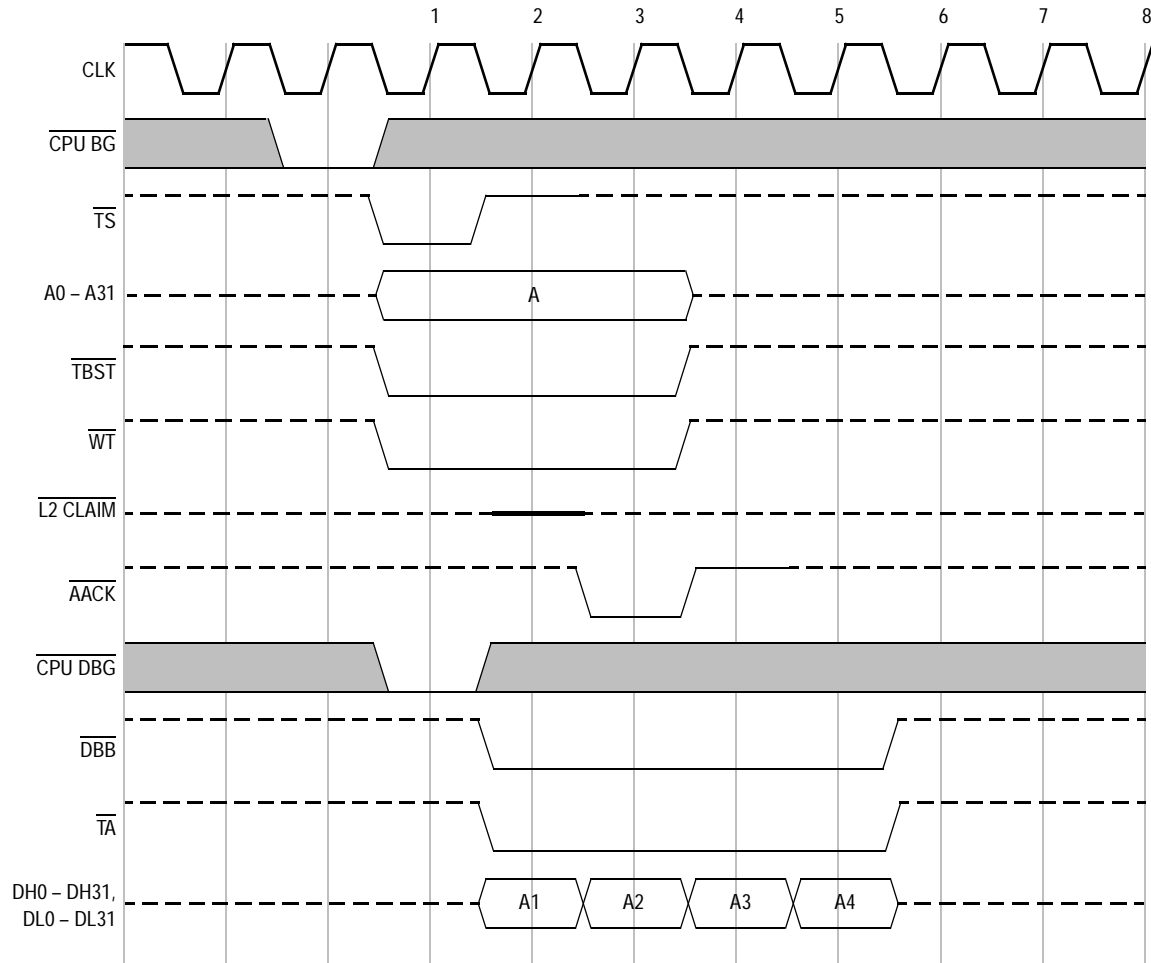 1 2 3 4 5 6 7 8
CLK
CPU BG
TS
A0 – A31
A
TBST
WT
L2 CLAIM
AACK
CPU DBG
DBB
TA
DH0 – DH31,
DL0 – DL31
A1 A2 A3 A4